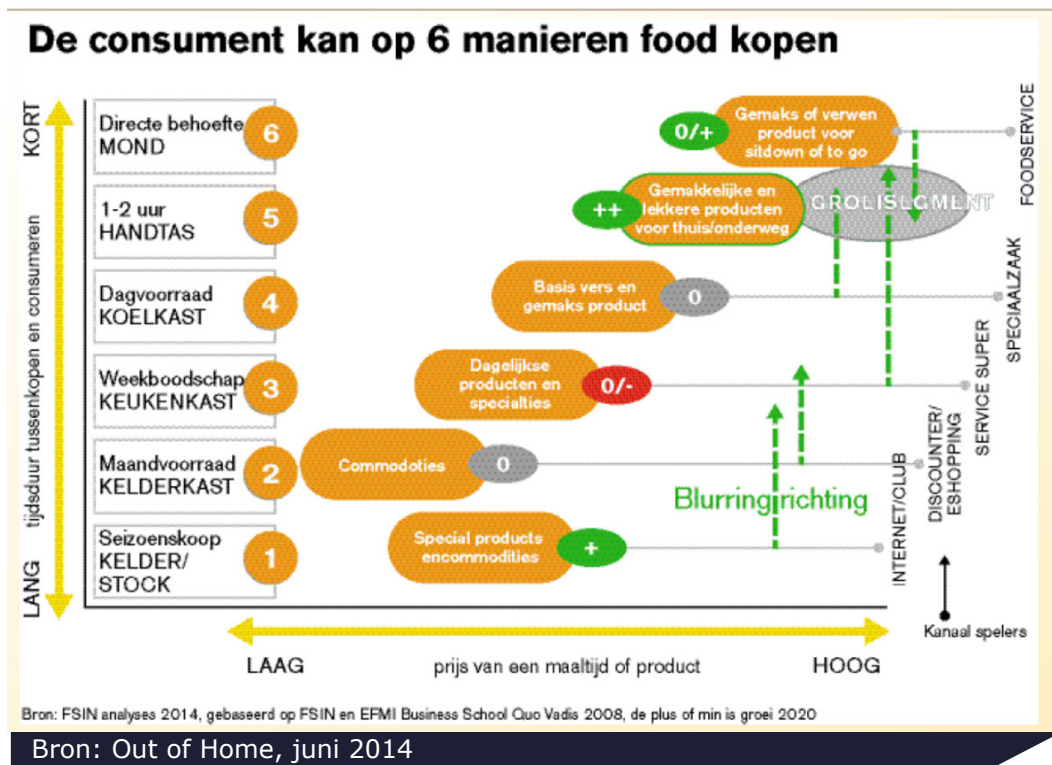 De consument kan op 6 manieren food kopen
KORT
tijdsduur tussenkopen en consumeren
LANG
Directe behoefte
MOND
6
0/+
Gemaks of verwen
product voor
sitdown of to go
FOODSERVICE
1-2 uur
HANDTAS
5
++
Gemakkelijke en
lekkere producten
voor thuis/onderweg
GROEISEGMENT
Dagvoorraad
KOELKAST
4
Basis vers en
gemaks product
0
SPECIAALZAAK
Weekboodschap
KEUKENKAST
3
Dagelijkse
producten en
specialties
0/-
SERVICE SUPER
Maandvoorraad
KELDERKAST
2
Commodoties
0
DISCOUNTER/
ESHOPPING
Blurring richting
Seizoenskoop
KELDER/
STOCK
1
Special products
encommodities
+
INTERNET/CLUB
Kanaal spelers
LAAG
prijs van een maaltijd of product
HOOG
Bron: FSIN analyses 2014, gebaseerd op FSIN en EFMI Business School Quo Vadis 2008, de plus of min is groei 2020
Bron: Out of Home, juni 2014